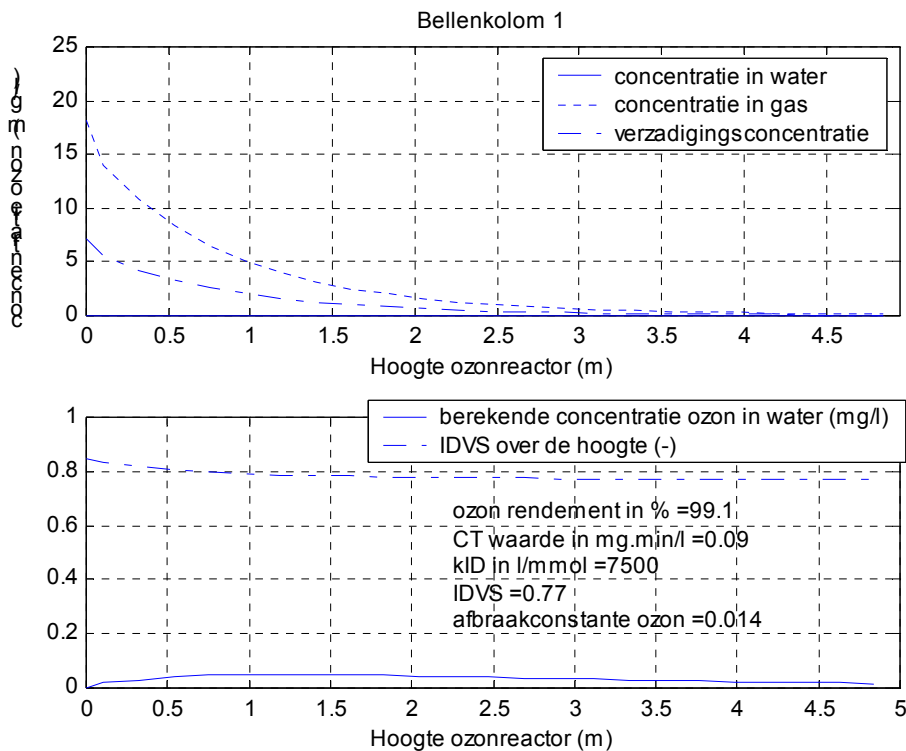 Bellenkolom 1
concentratie ozon (mg/l)
25
20
15
10
5
0
concentratie in water
concentratie in gas
verzadigingsconcentratie
0
0.5
1
1.5
2
2.5
3
3.5
4
4.5
Hoogte ozonreactor (m)
1
0.8
0.6
0.4
0.2
0
berekende concentratie ozon in water (mg/l)
IDVS over de hoogte (-)
ozon rendement in % =99.1
CT waarde in mg.min/l =0.09
kID in l/mmol =7500
IDVS =0.77
afbraakconstante ozon =0.014
0
0.5
1
1.5
2
2.5
3
3.5
4
4.5
5
Hoogte ozonreactor (m)